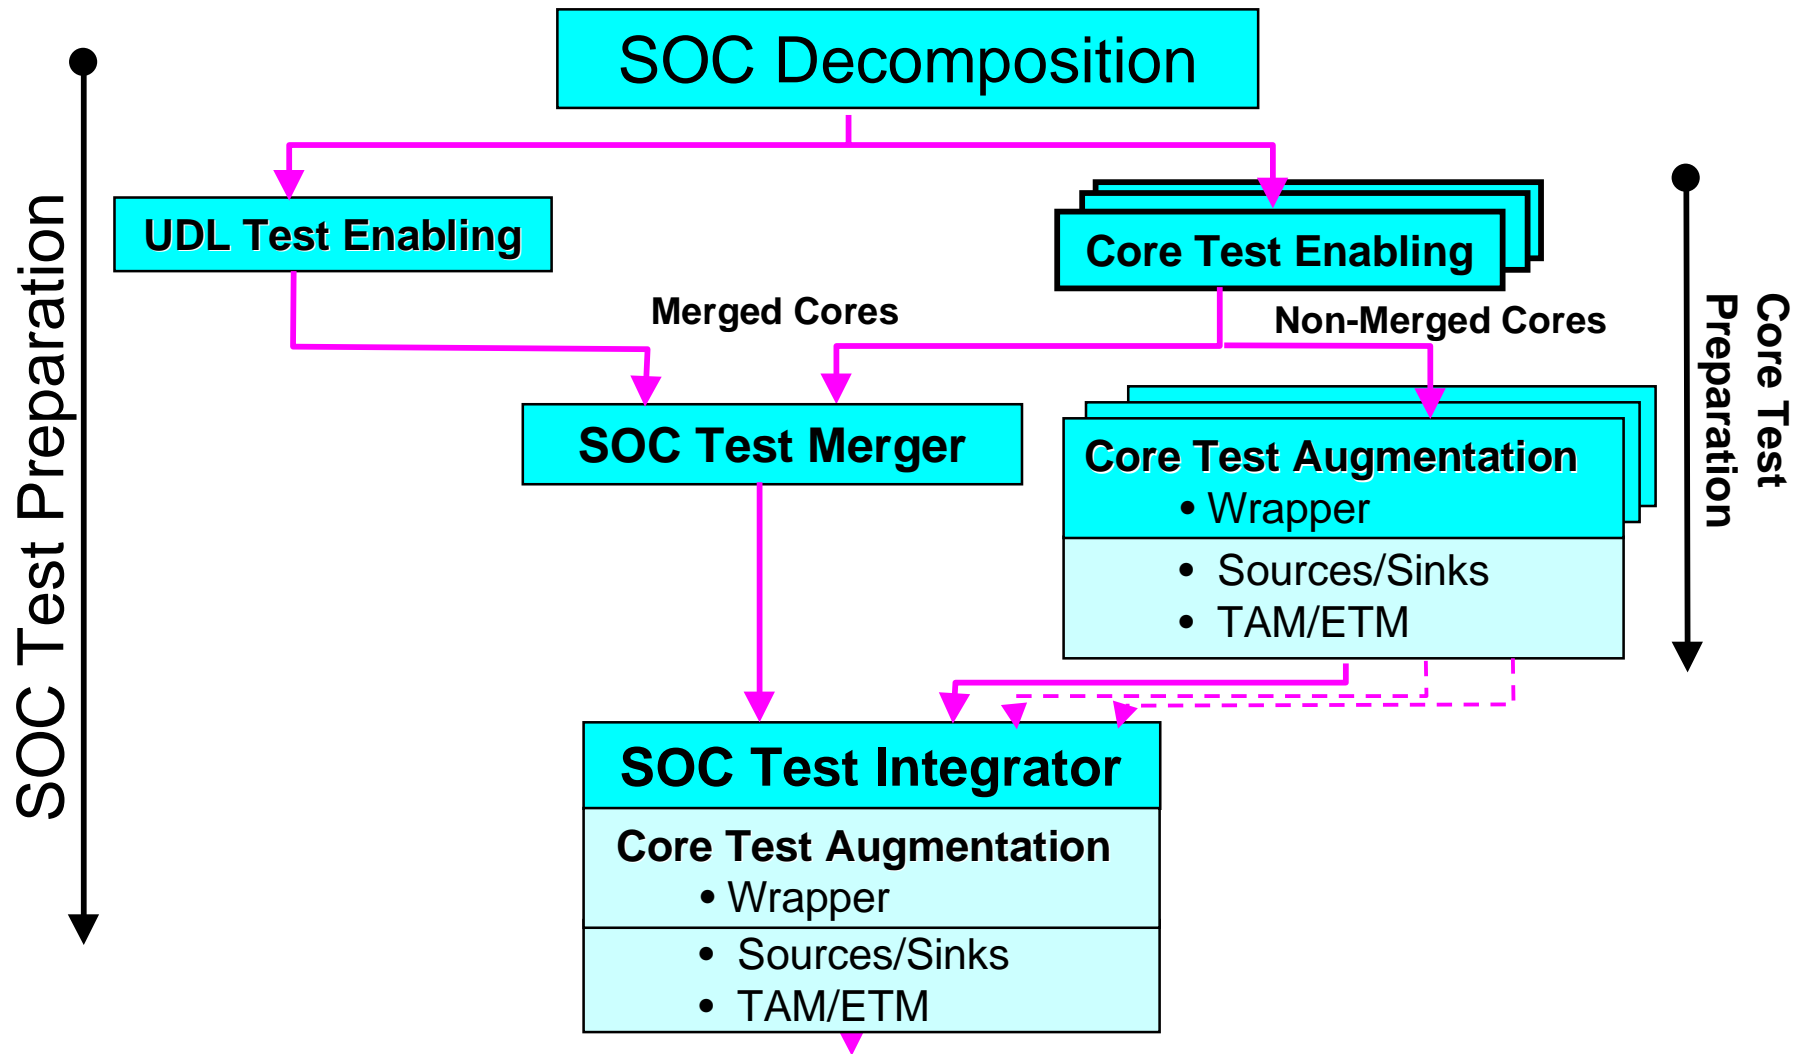 SOC Decomposition
SOC Test Preparation
UDL Test Enabling
Core Test Enabling
Merged Cores
Non-Merged Cores
Core Test
Preparation
SOC Test Merger
Core Test Augmentation
• Wrapper
• Sources/Sinks
• TAM/ETM
SOC Test Integrator
Core Test Augmentation
• Wrapper
• Sources/Sinks
• TAM/ETM